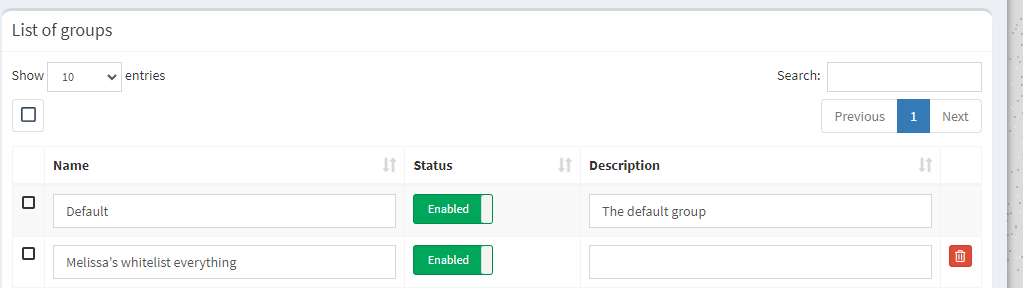 List of groups
Show 10 entries Search:
Previous 1 Next
Name Status Description
Default Enabled The default group
Melissa's whitelist everything Enabled